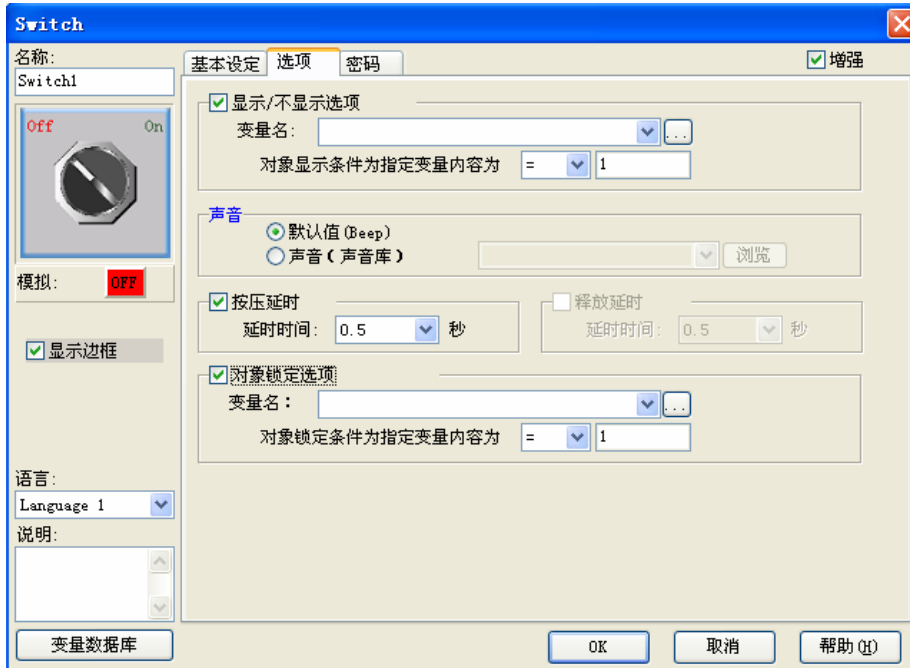 Switch
名称:
Switch1
Off On
模拟: OFF
显示边框
语言:
Language 1
说明:
变量数据库
基本设定 选项 密码
增强
显示/不显示选项
变量名: ...
对象显示条件为指定变量内容为 = 1
声音
默认值(Beep)
声音(声音库) 浏览
按压延时
延时时间: 0.5 秒
释放延时
延时时间: 0.5 秒
对象锁定选项
变量名: ...
对象锁定条件为指定变量内容为 = 1
OK 取消 帮助(H)